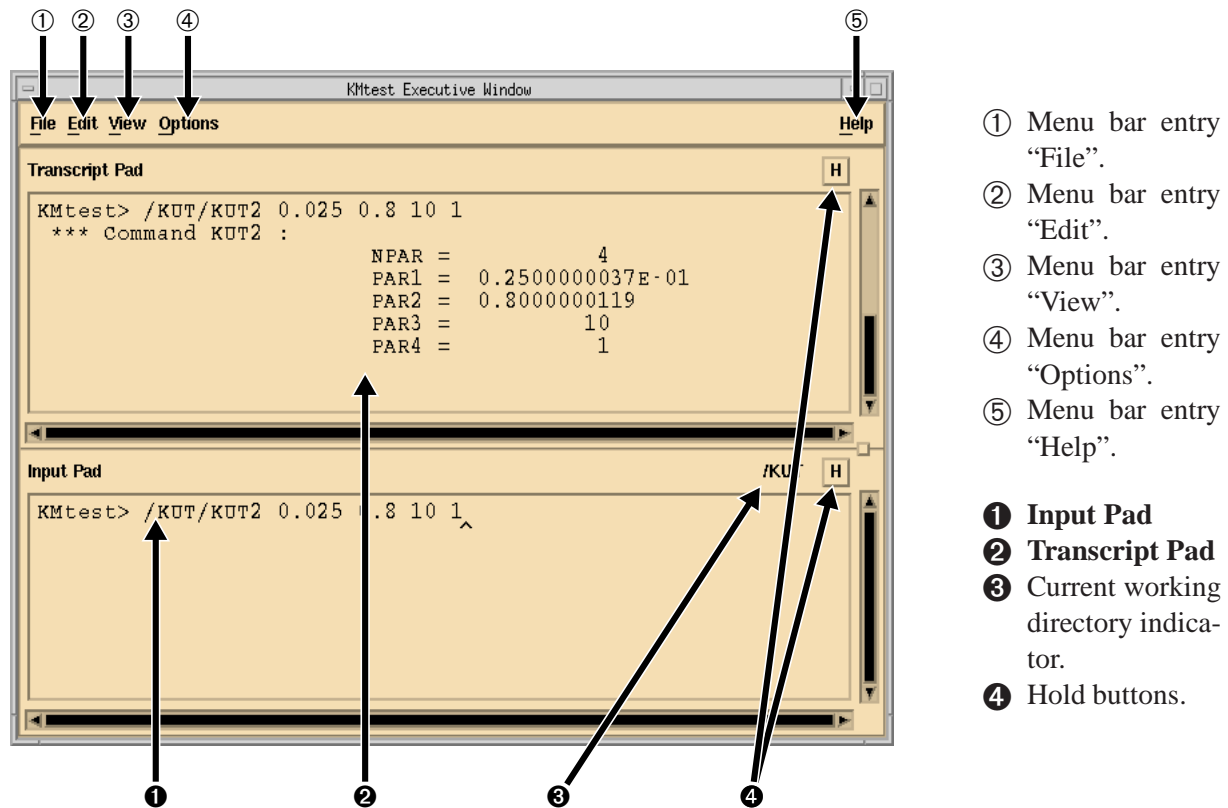 ① ② ③ ④ ⑤
KMtest Executive Window
File Edit View Options Help
Transcript Pad H
KMtest> /KUT/KUT2 0.025 0.8 10 1
*** Command KUT2 :
NPAR = 4
PAR1 = 0.2500000037E-01
PAR2 = 0.8000000119
PAR3 = 10
PAR4 = 1
Input Pad /KUT H
KMtest> /KUT/KUT2 0.025 0.8 10 1
❶ ❷ ❸ ❹
① Menu bar entry
“File”.
② Menu bar entry
“Edit”.
③ Menu bar entry
“View”.
④ Menu bar entry
“Options”.
⑤ Menu bar entry
“Help”.
❶ Input Pad
❷ Transcript Pad
❸ Current working
directory indica-
tor.
❹ Hold buttons.